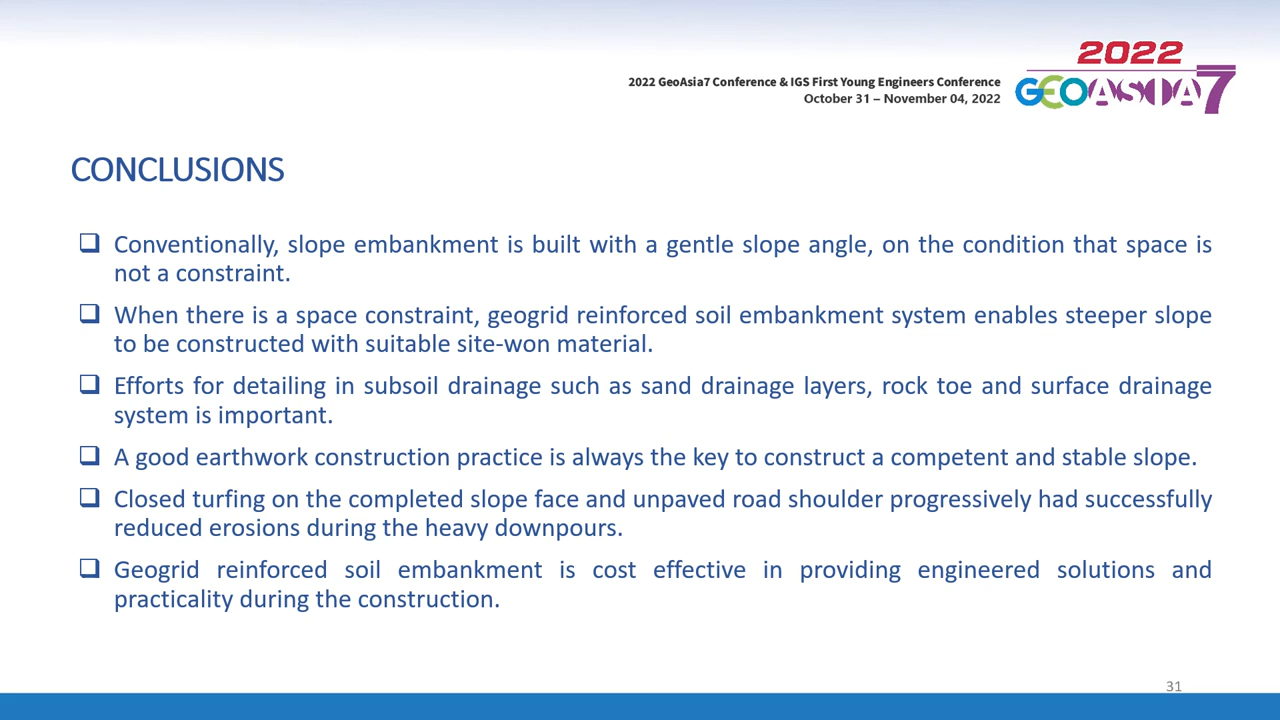 2022
2022 GeoAsia7 Conference & IGS First Young Engineers Conference
October 31 – November 04, 2022
GEOASIA7
CONCLUSIONS
❑ Conventionally, slope embankment is built with a gentle slope angle, on the condition that space is
not a constraint.
❑ When there is a space constraint, geogrid reinforced soil embankment system enables steeper slope
to be constructed with suitable site-won material.
❑ Efforts for detailing in subsoil drainage such as sand drainage layers, rock toe and surface drainage
system is important.
❑ A good earthwork construction practice is always the key to construct a competent and stable slope.
❑ Closed turfing on the completed slope face and unpaved road shoulder progressively had successfully
reduced erosions during the heavy downpours.
❑ Geogrid reinforced soil embankment is cost effective in providing engineered solutions and
practicality during the construction.
31